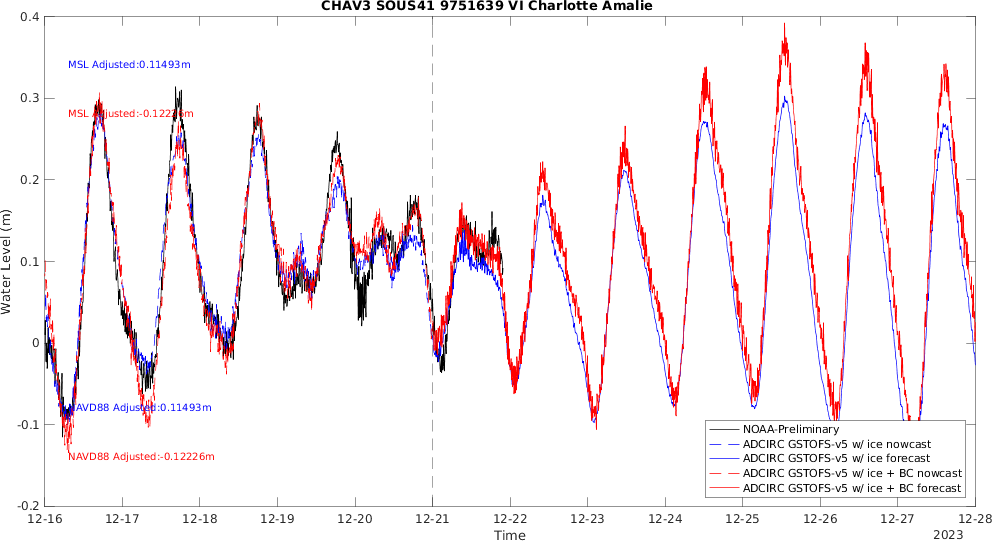 CHAV3 SOUS41 9751639 VI Charlotte Amalie
0.4
MSL Adjusted:0.11493m
0.3
MSL Adjusted:-0.12226m
0.2
Water Level (m)
0.1
0
NAVD88 Adjusted:0.11493m
-0.1
NAVD88 Adjusted:-0.12226m
NOAA-Preliminary
ADCIRC GSTOFS-v5 w/ ice nowcast
ADCIRC GSTOFS-v5 w/ ice forecast
ADCIRC GSTOFS-v5 w/ ice + BC nowcast
ADCIRC GSTOFS-v5 w/ ice + BC forecast
-0.2
12-16 12-17 12-18 12-19 12-20 12-21 12-22 12-23 12-24 12-25 12-26 12-27 12-28
Time
2023